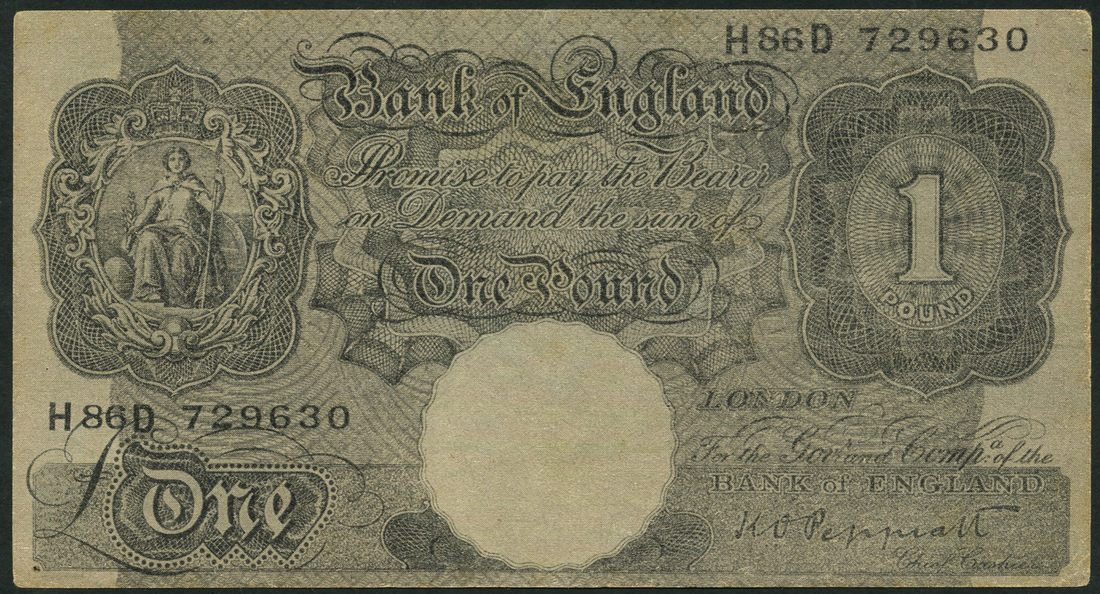 H86D 729630
Bank of England
I Promise to pay the Bearer
on Demand the sum of
One Pound
1
POUND
LONDON
H86D 729630
For the Govr. and Compa. of the
BANK of ENGLAND
One
K O Peppiatt
Chief Cashier